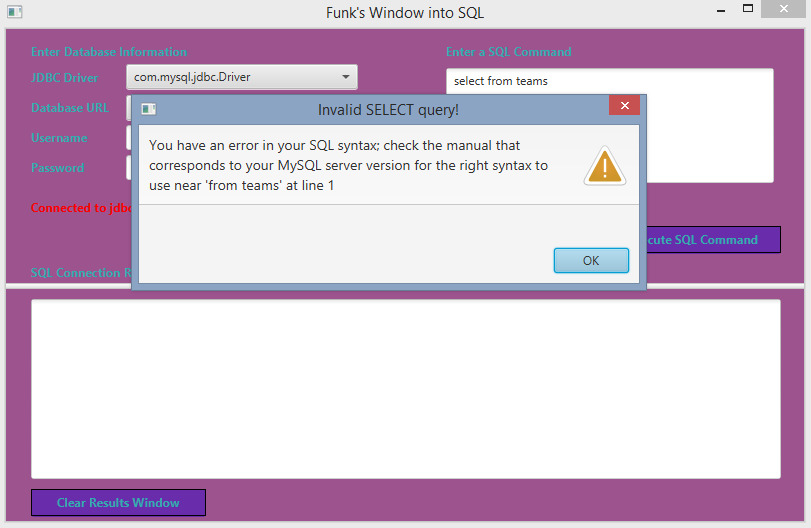 Funk's Window into SQL
Enter Database Information
Enter a SQL Command
JDBC Driver
com.mysql.jdbc.Driver
select from teams
Database URL
Username
Password
Invalid SELECT query!
You have an error in your SQL syntax; check the manual that
corresponds to your MySQL server version for the right syntax to
use near 'from teams' at line 1
OK
Connected to
SQL Command
SQL Connection
Clear Results Window